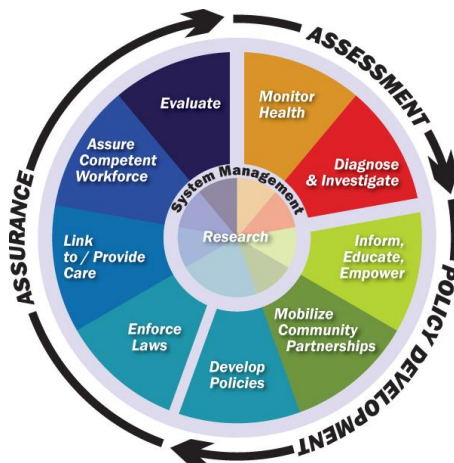 ASSESSMENT
POLICY DEVELOPMENT
ASSURANCE
Monitor
Health
Diagnose
& Investigate
Inform,
Educate,
Empower
Mobilize
Community
Partnerships
Develop
Policies
Enforce
Laws
Link
to / Provide
Care
Assure
Competent
Workforce
Evaluate
System Management
Research